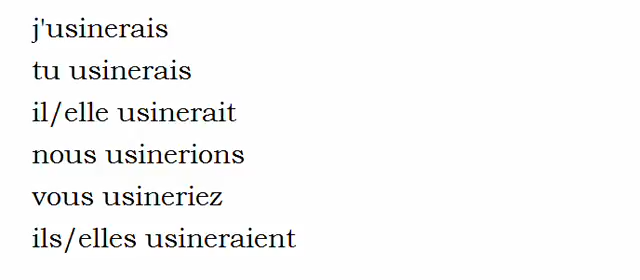 j'usinerais
tu usinerais
il/elle usinerait
nous usinerions
vous usineriez
ils/elles usineraient